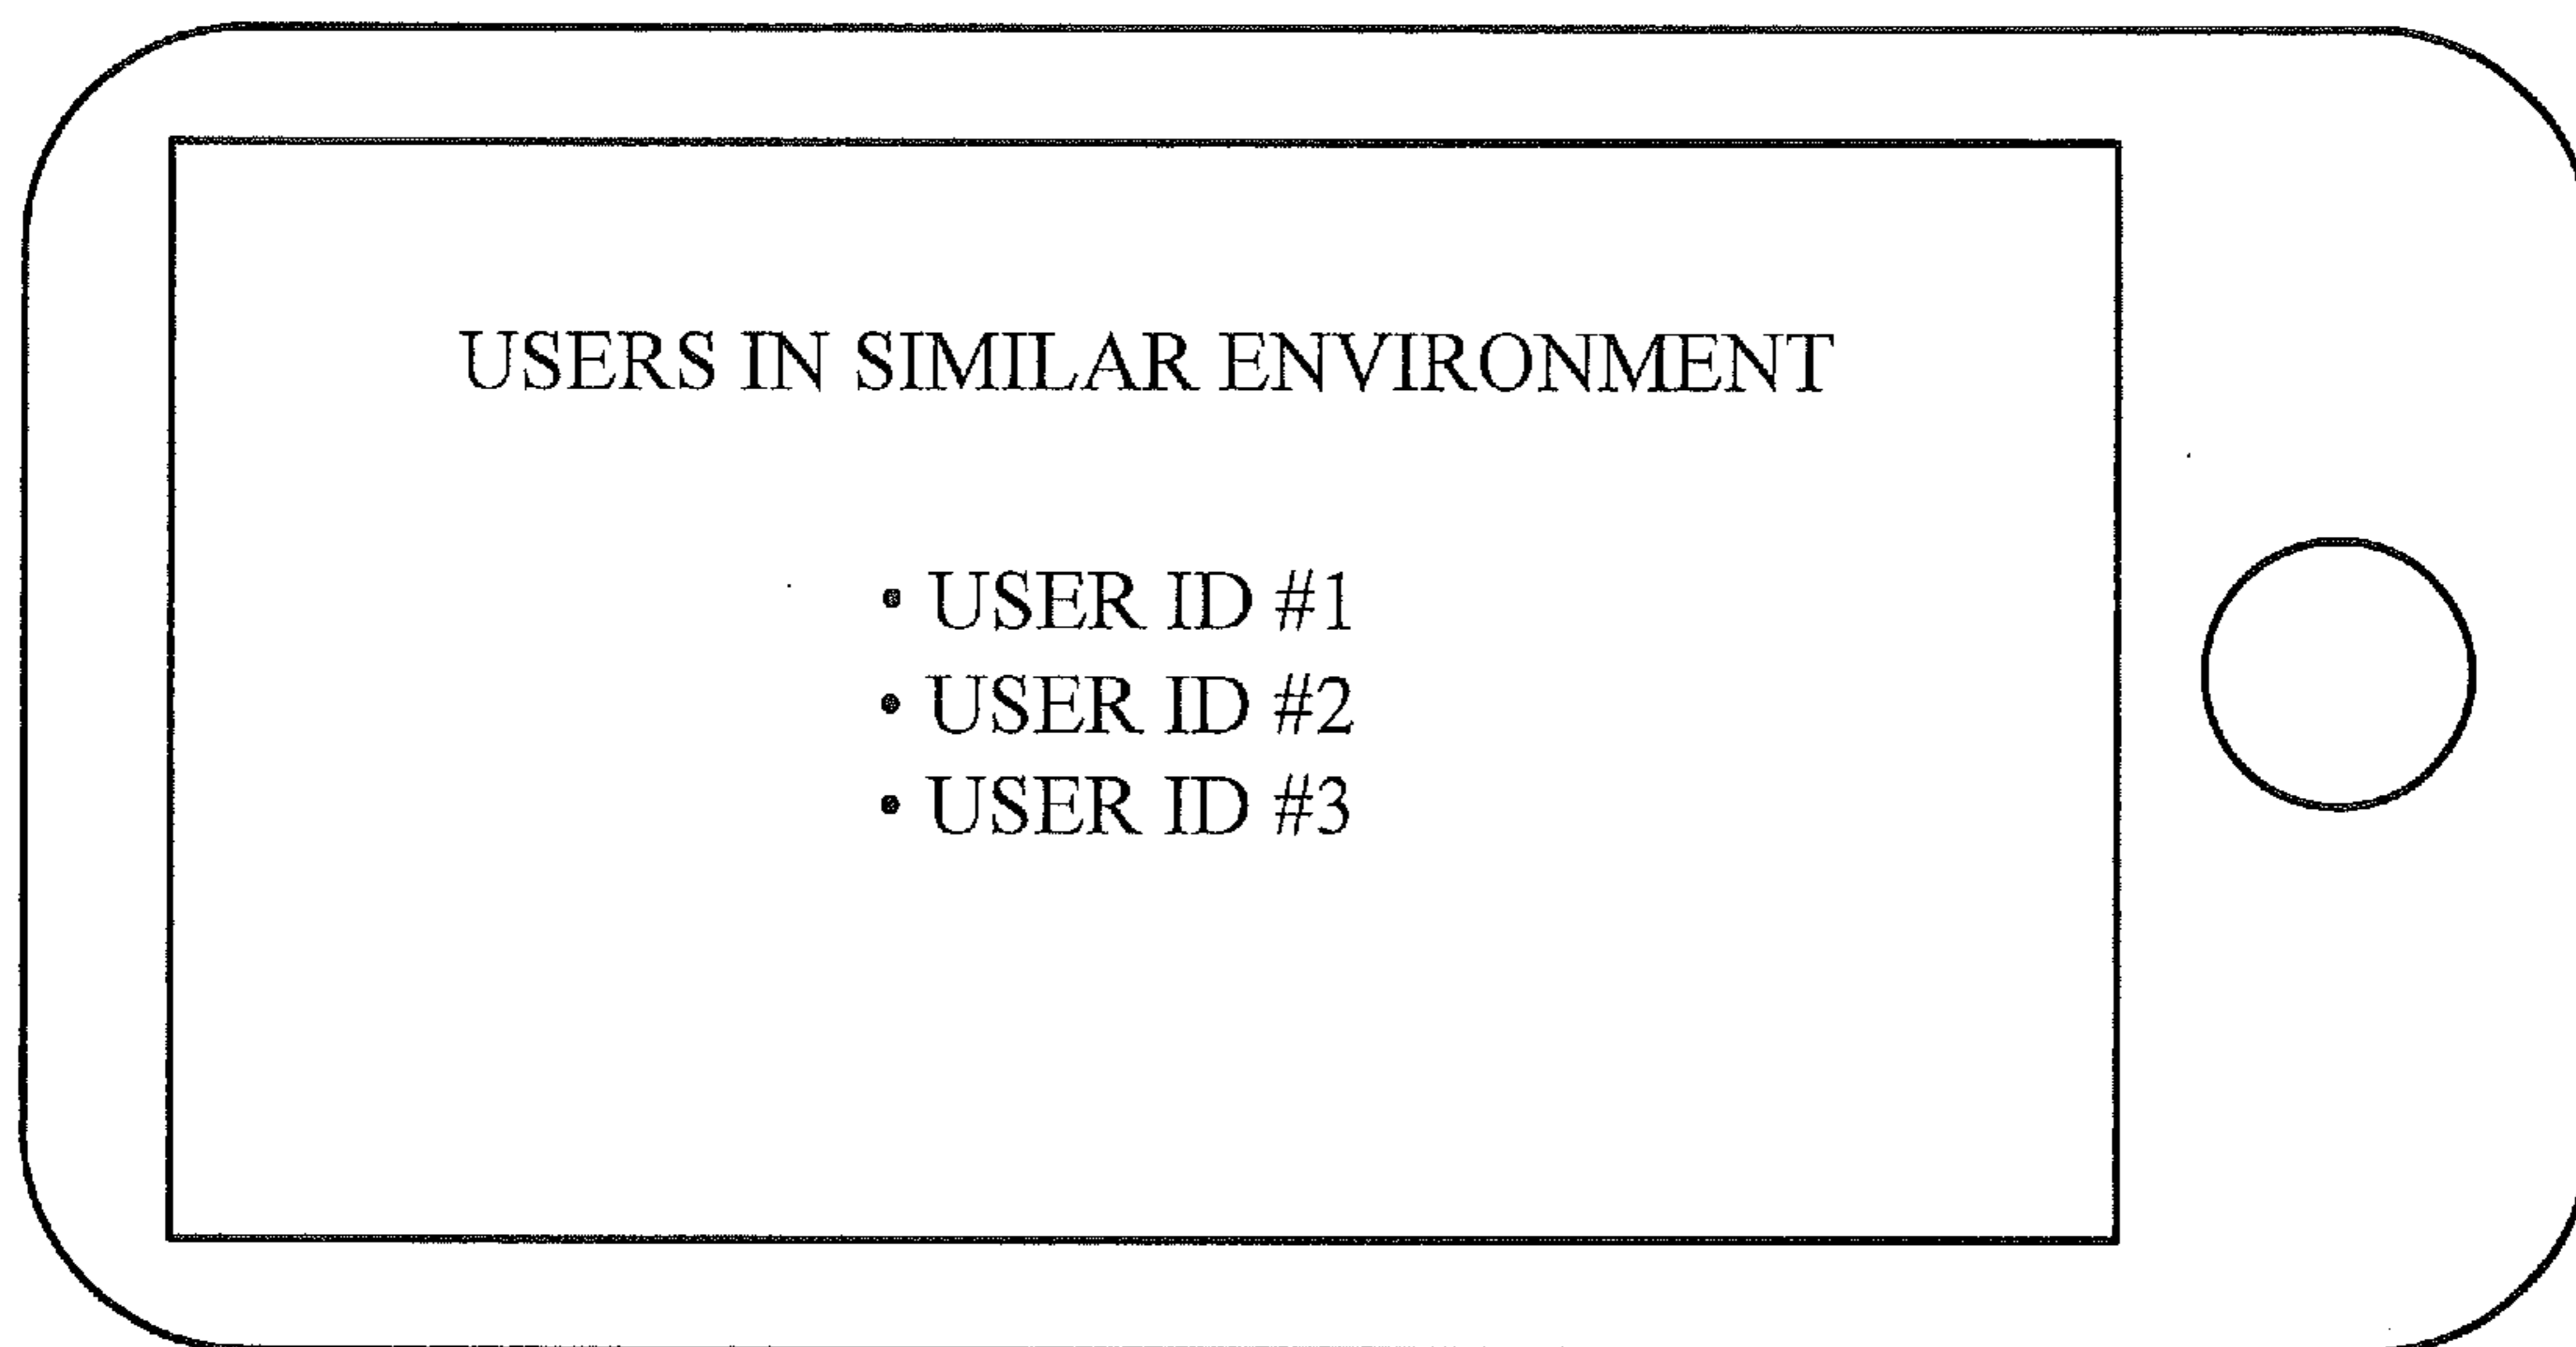 USERS IN SIMILAR ENVIRONMENT
• USER ID #1
• USER ID #2
• USER ID #3